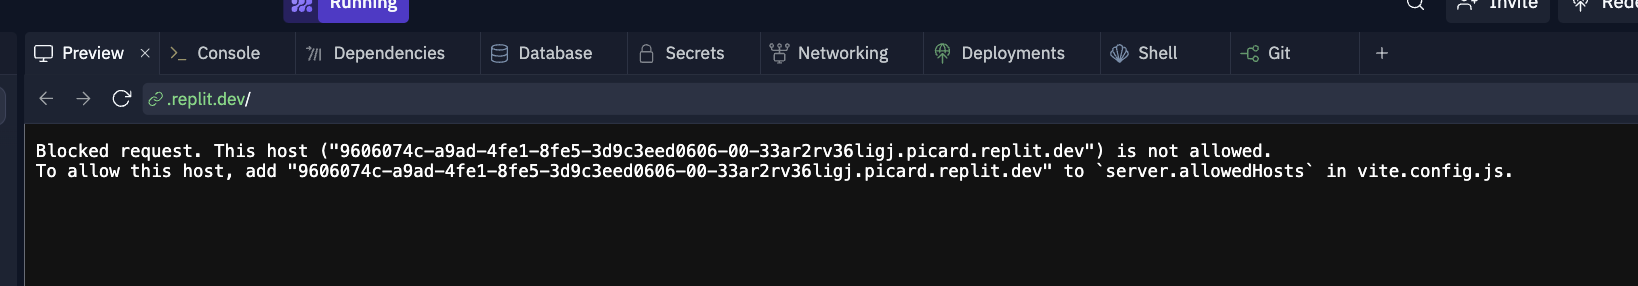 Running
Invite
Preview × Console Dependencies Database Secrets Networking Deployments Shell Git +
.replit.dev/
Blocked request. This host ("9606074c-a9ad-4fe1-8fe5-3d9c3eed0606-00-33ar2rv36ligj.picard.replit.dev") is not allowed.
To allow this host, add "9606074c-a9ad-4fe1-8fe5-3d9c3eed0606-00-33ar2rv36ligj.picard.replit.dev" to `server.allowedHosts` in vite.config.js.